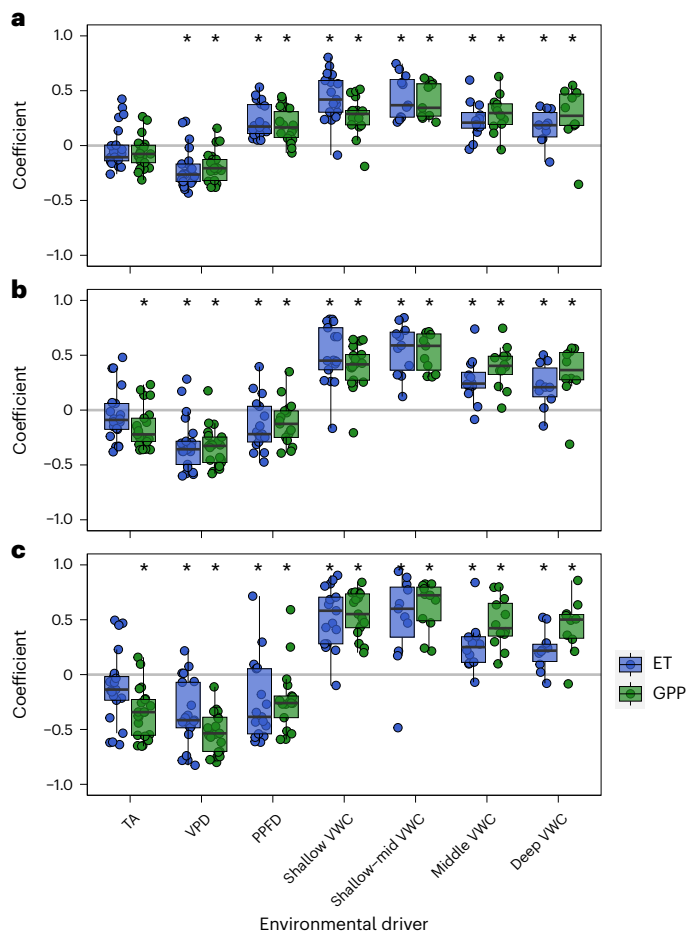 a
* * * * * * * * * * * *
1.0
0.5
0
−0.5
−1.0
Coefficient
b
* * * * * * * * * * * * *
1.0
0.5
0
−0.5
−1.0
Coefficient
c
* * * * * * * * * * * * *
1.0
0.5
0
−0.5
−1.0
Coefficient
ET
GPP
TA
VPD
PPFD
Shallow VWC
Shallow−mid VWC
Middle VWC
Deep VWC
Environmental driver